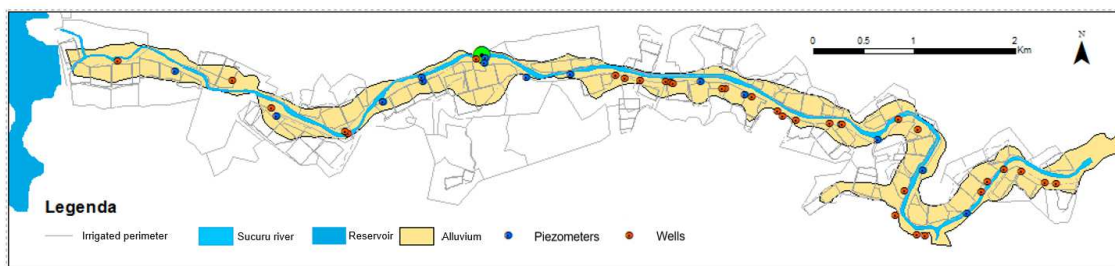 N
0 0.5 1 2
Km
Legenda
Irrigated perimeter Sucuru river Reservoir Alluvium Piezometers Wells